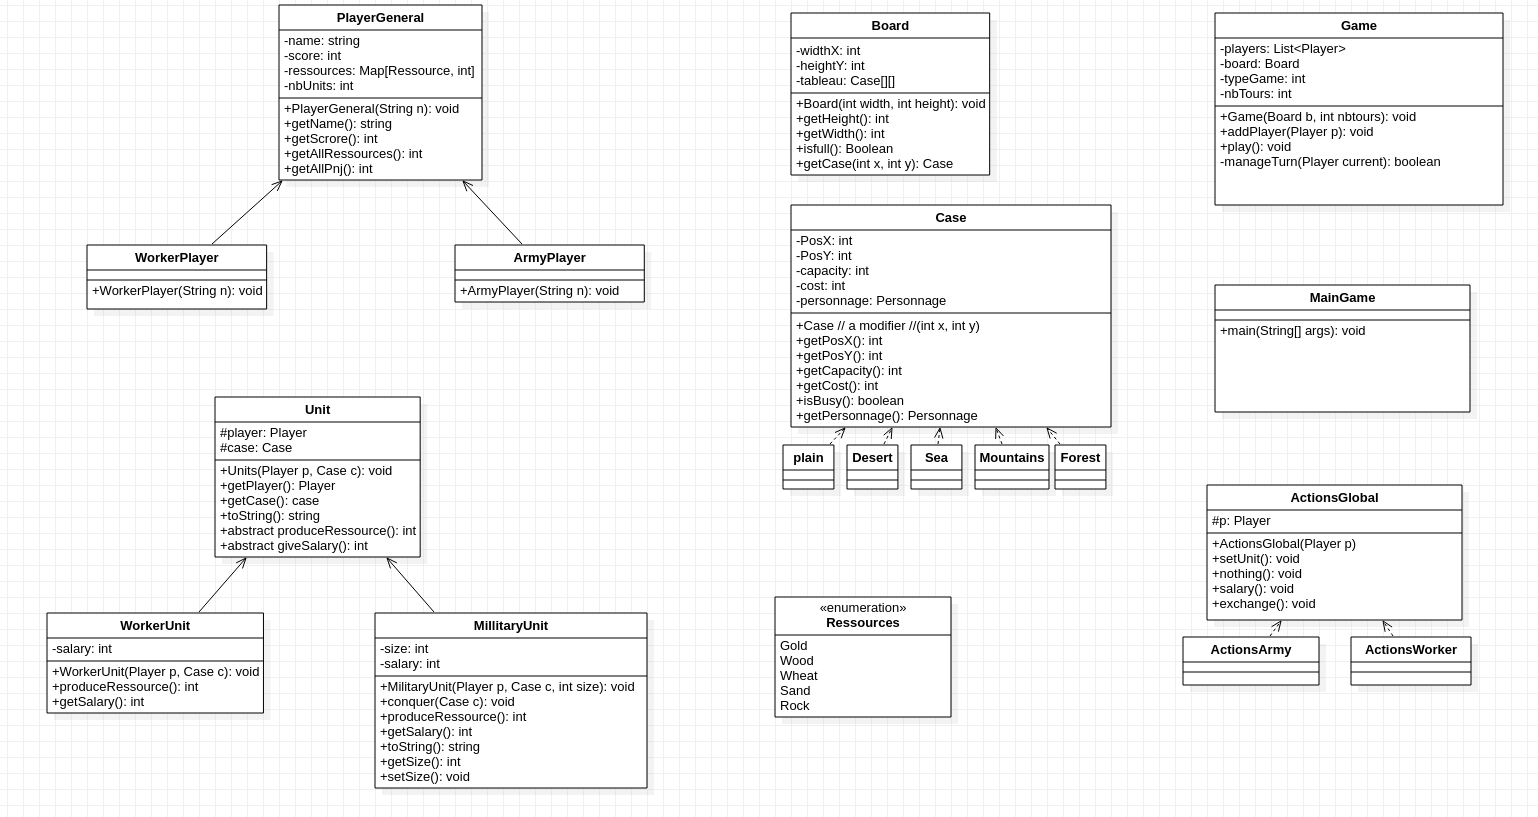 PlayerGeneral
-name: string
-score: int
-ressources: Map[Ressource, int]
-nbUnits: int
+PlayerGeneral(String n): void
+getName(): string
+getScrore(): int
+getAllRessources(): int
+getAllPnj(): int
WorkerPlayer
+WorkerPlayer(String n): void
ArmyPlayer
+ArmyPlayer(String n): void
Unit
#player: Player
#case: Case
+Units(Player p, Case c): void
+getPlayer(): Player
+getCase(): case
+toString(): string
+abstract produceRessource(): int
+abstract giveSalary(): int
WorkerUnit
-salary: int
+WorkerUnit(Player p, Case c): void
+produceRessource(): int
+getSalary(): int
MillitaryUnit
-size: int
-salary: int
+MilitaryUnit(Player p, Case c, int size): void
+conquer(Case c): void
+produceRessource(): int
+getSalary(): int
+toString(): string
+getSize(): int
+setSize(): void
Board
-widthX: int
-heightY: int
-tableau: Case[][]
+Board(int width, int height): void
+getHeight(): int
+getWidth(): int
+isfull(): Boolean
+getCase(int x, int y): Case
Case
-PosX: int
-PosY: int
-capacity: int
-cost: int
-personnage: Personnage
+Case // a modifier //(int x, int y)
+getPosX(): int
+getPosY(): int
+getCapacity(): int
+getCost(): int
+isBusy(): boolean
+getPersonnage(): Personnage
plain
Desert
Sea
Mountains
Forest
«enumeration»
Ressources
Gold
Wood
Wheat
Sand
Rock
Game
-players: List<Player>
-board: Board
-typeGame: int
-nbTours: int
+Game(Board b, int nbtours): void
+addPlayer(Player p): void
+play(): void
-manageTurn(Player current): boolean
MainGame
+main(String[] args): void
ActionsGlobal
#p: Player
+ActionsGlobal(Player p)
+setUnit(): void
+nothing(): void
+salary(): void
+exchange(): void
ActionsArmy
ActionsWorker